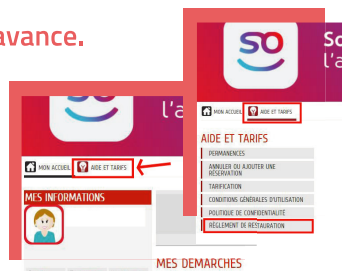 avance.
so
So
l'a
MON ACCUEIL AIDE ET TARIFS
AIDE ET TARIFS
PERMANENCES
ANNULER OU AJOUTER UNE
RÉSERVATION
TARIFICATION
CONDITIONS GÉNÉRALES D'UTILISATION
POLITIQUE DE CONFIDENTIALITÉ
RÈGLEMENT DE RESTAURATION
l'a
MON ACCUEIL AIDE ET TARIFS
MES INFORMATIONS
MES DEMARCHES